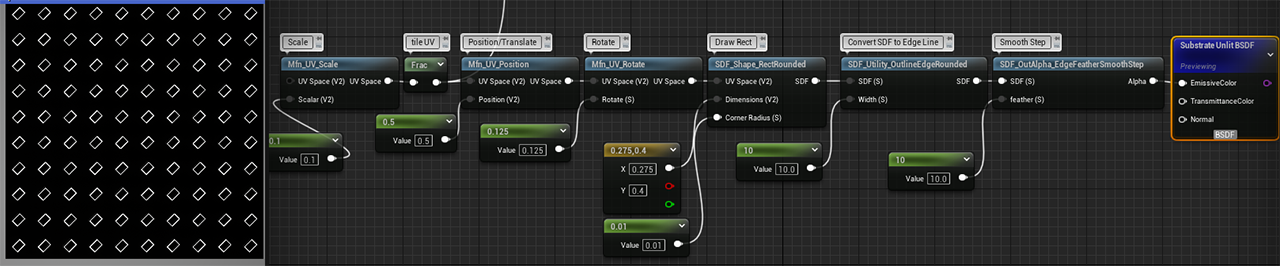 Scale
tile UV
Position/Translate
Rotate
Draw Rect
Convert SDF to Edge Line
Smooth Step
Substrate Unlit BSDF
Previewing
Mfn_UV_Scale
Frac
Mfn_UV_Position
Mfn_UV_Rotate
SDF_Shape_RectRounded
SDF_Utility_OutlineEdgeRounded
SDF_OutAlpha_EdgeFeatherSmoothStep
UV Space (V2) UV Space
UV Space (V2) UV Space
UV Space (V2) UV Space
UV Space (V2) SDF
SDF (S) SDF
SDF (S) Alpha
EmissiveColor
Scalar (V2)
Position (V2)
Rotate (S)
Dimensions (V2)
Width (S)
feather (S)
TransmittanceColor
Corner Radius (S)
Normal
BSDF
0.1
Value 0.1
0.5
Value 0.5
0.125
Value 0.125
0.275,0.4
X 0.275
Y 0.4
0.01
Value 0.01
10
Value 10.0
10
Value 10.0